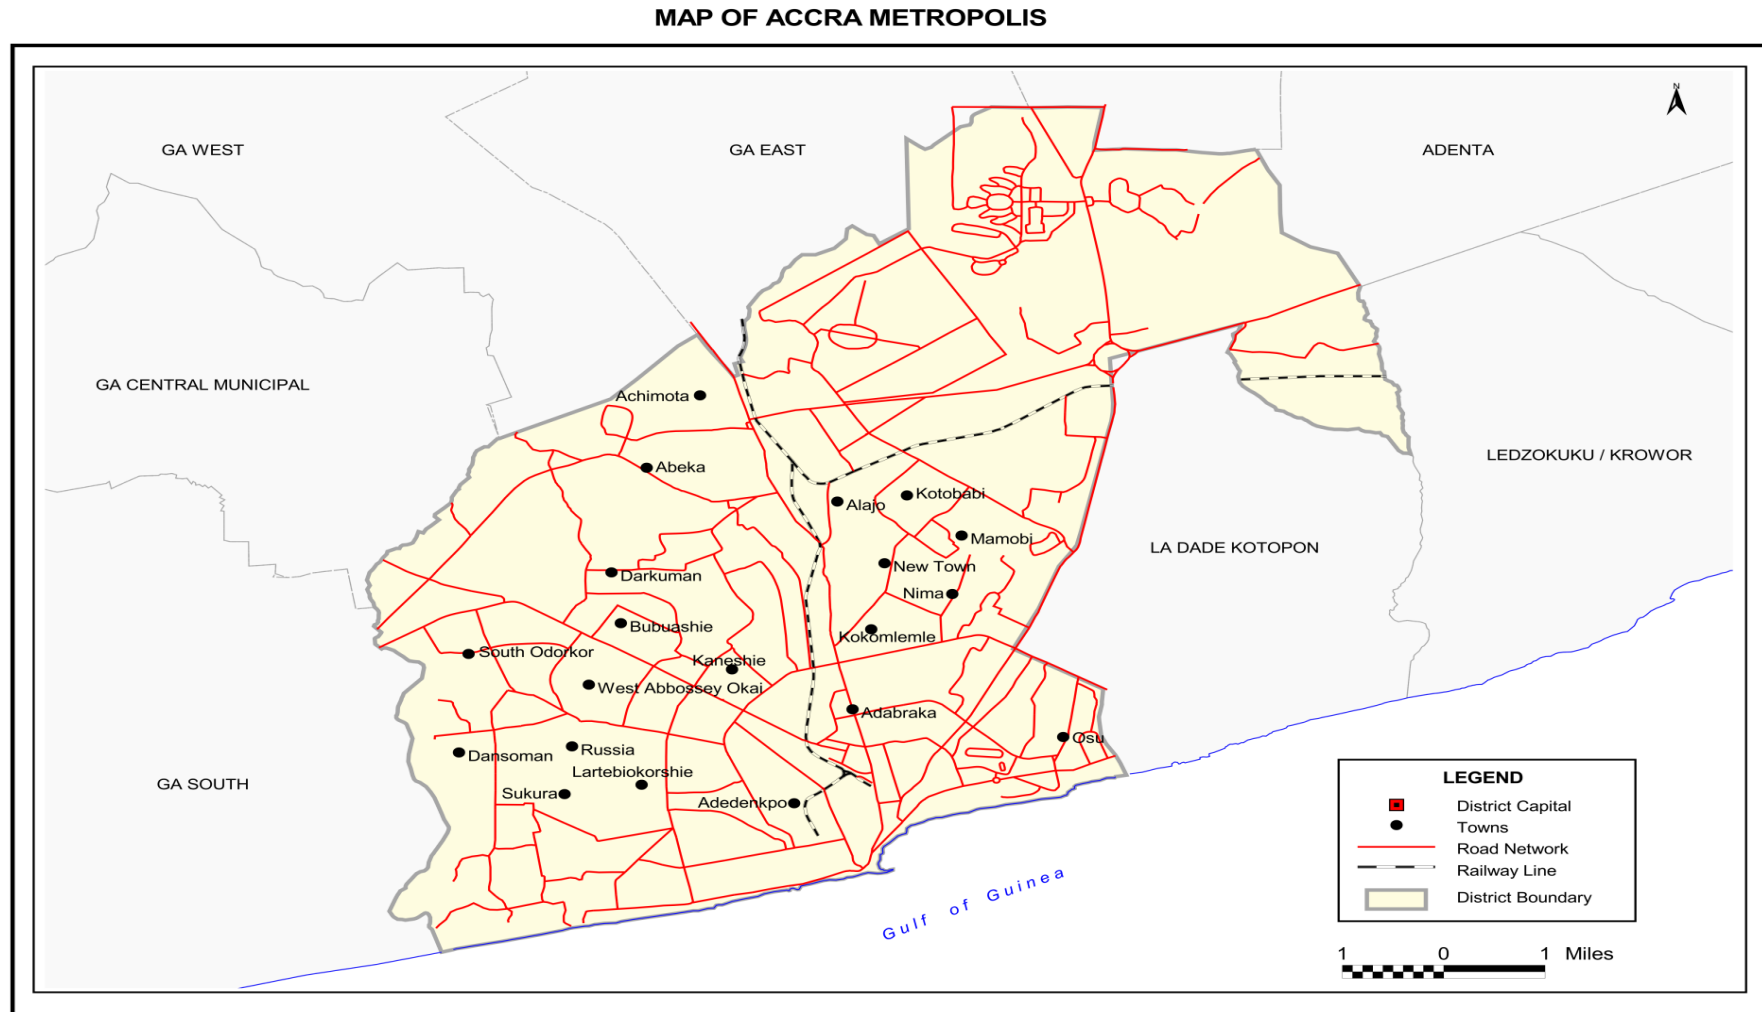 MAP OF ACCRA METROPOLIS
N
GA WEST
GA EAST
ADENTA
GA CENTRAL MUNICIPAL
Achimota
Abeka
LEDZOKUKU / KROWOR
Kotobabi
Alajo
Mamobi
LA DADE KOTOPON
New Town
Darkuman
Nima
Bubuashie
Kokomlemle
South Odorkor
Kaneshie
West Abbossey Okai
Adabraka
Osu
Russia
Dansoman
Lartebiokorshie
GA SOUTH
Sukura
Adedenkpo
LEGEND
District Capital
Towns
Road Network
Railway Line
District Boundary
Gulf of Guinea
1 0 1 Miles